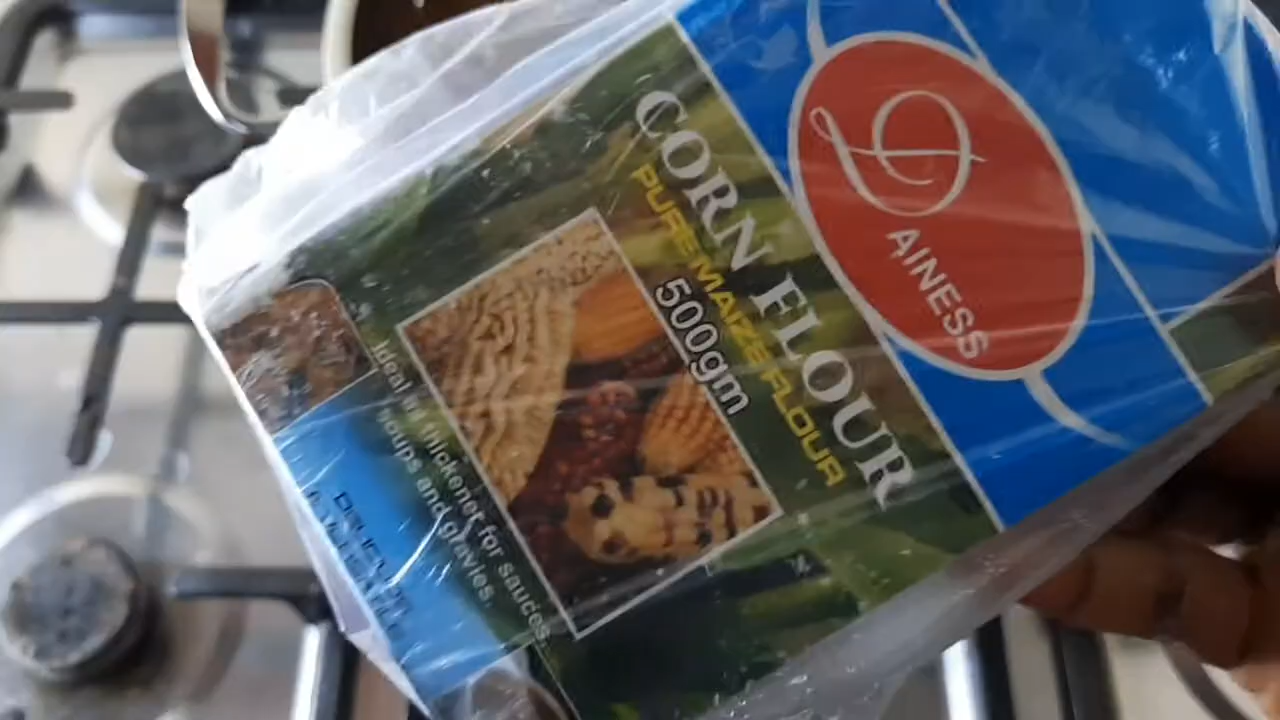 D
AINESS
CORN FLOUR
PURE MAIZE FLOUR
500gm
Ideal as thickener for sauces,
soups and gravies.